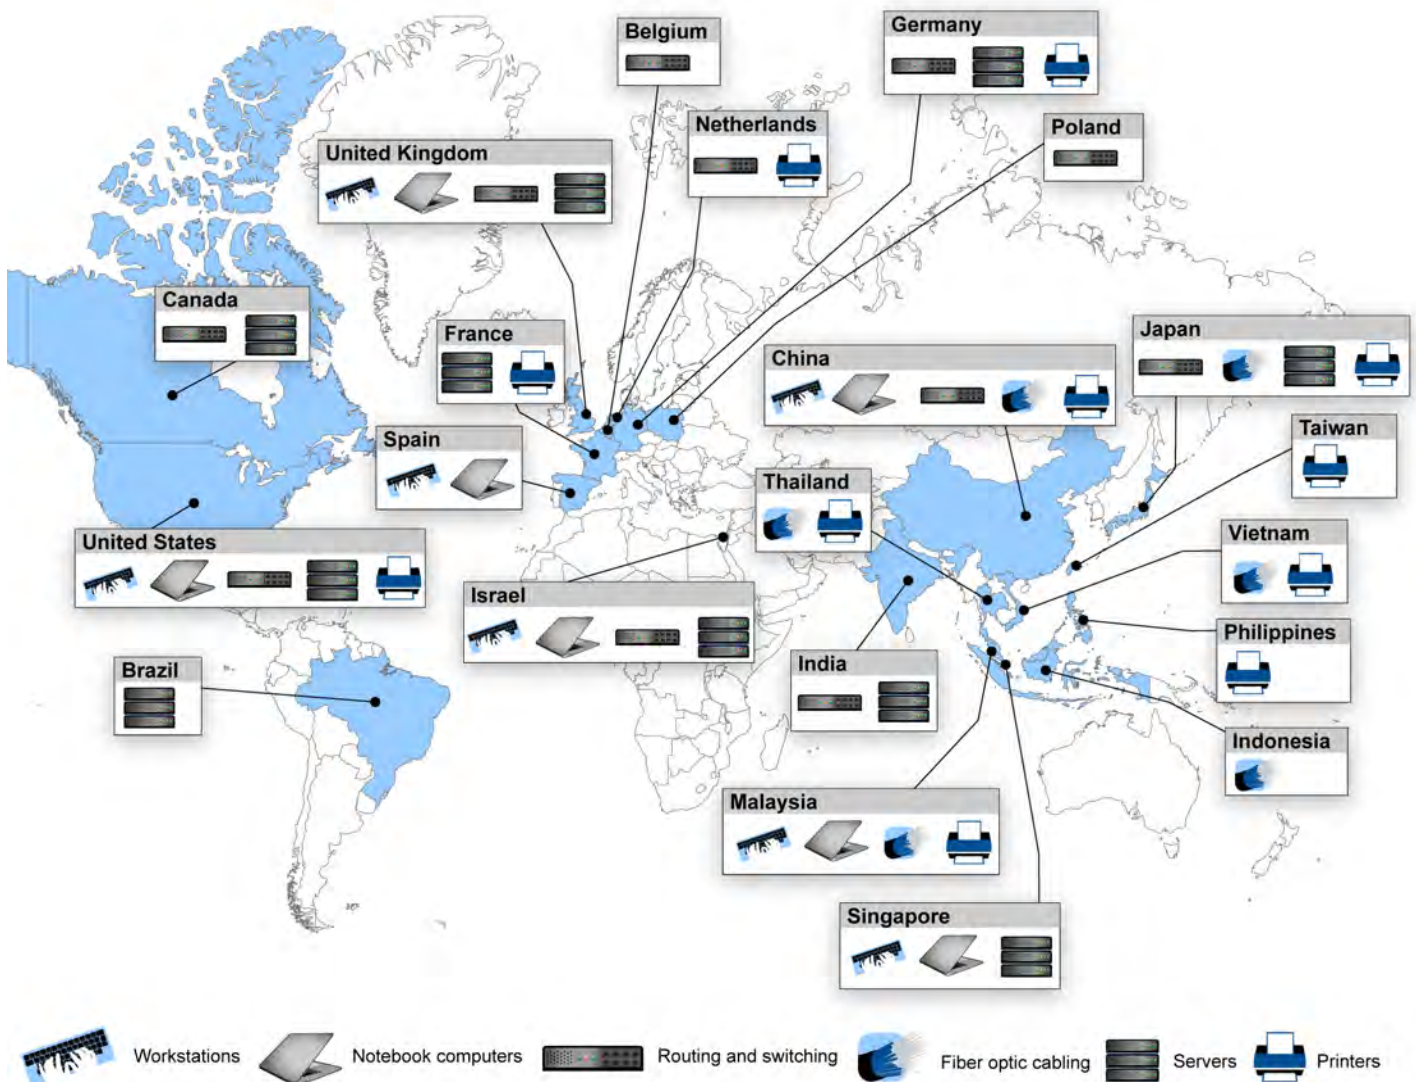 Belgium
Germany
Netherlands
Poland
United Kingdom
Canada
France
China
Japan
Spain
Taiwan
Thailand
United States
Vietnam
Israel
Philippines
Brazil
India
Indonesia
Malaysia
Singapore
Workstations
Notebook computers
Routing and switching
Fiber optic cabling
Servers
Printers